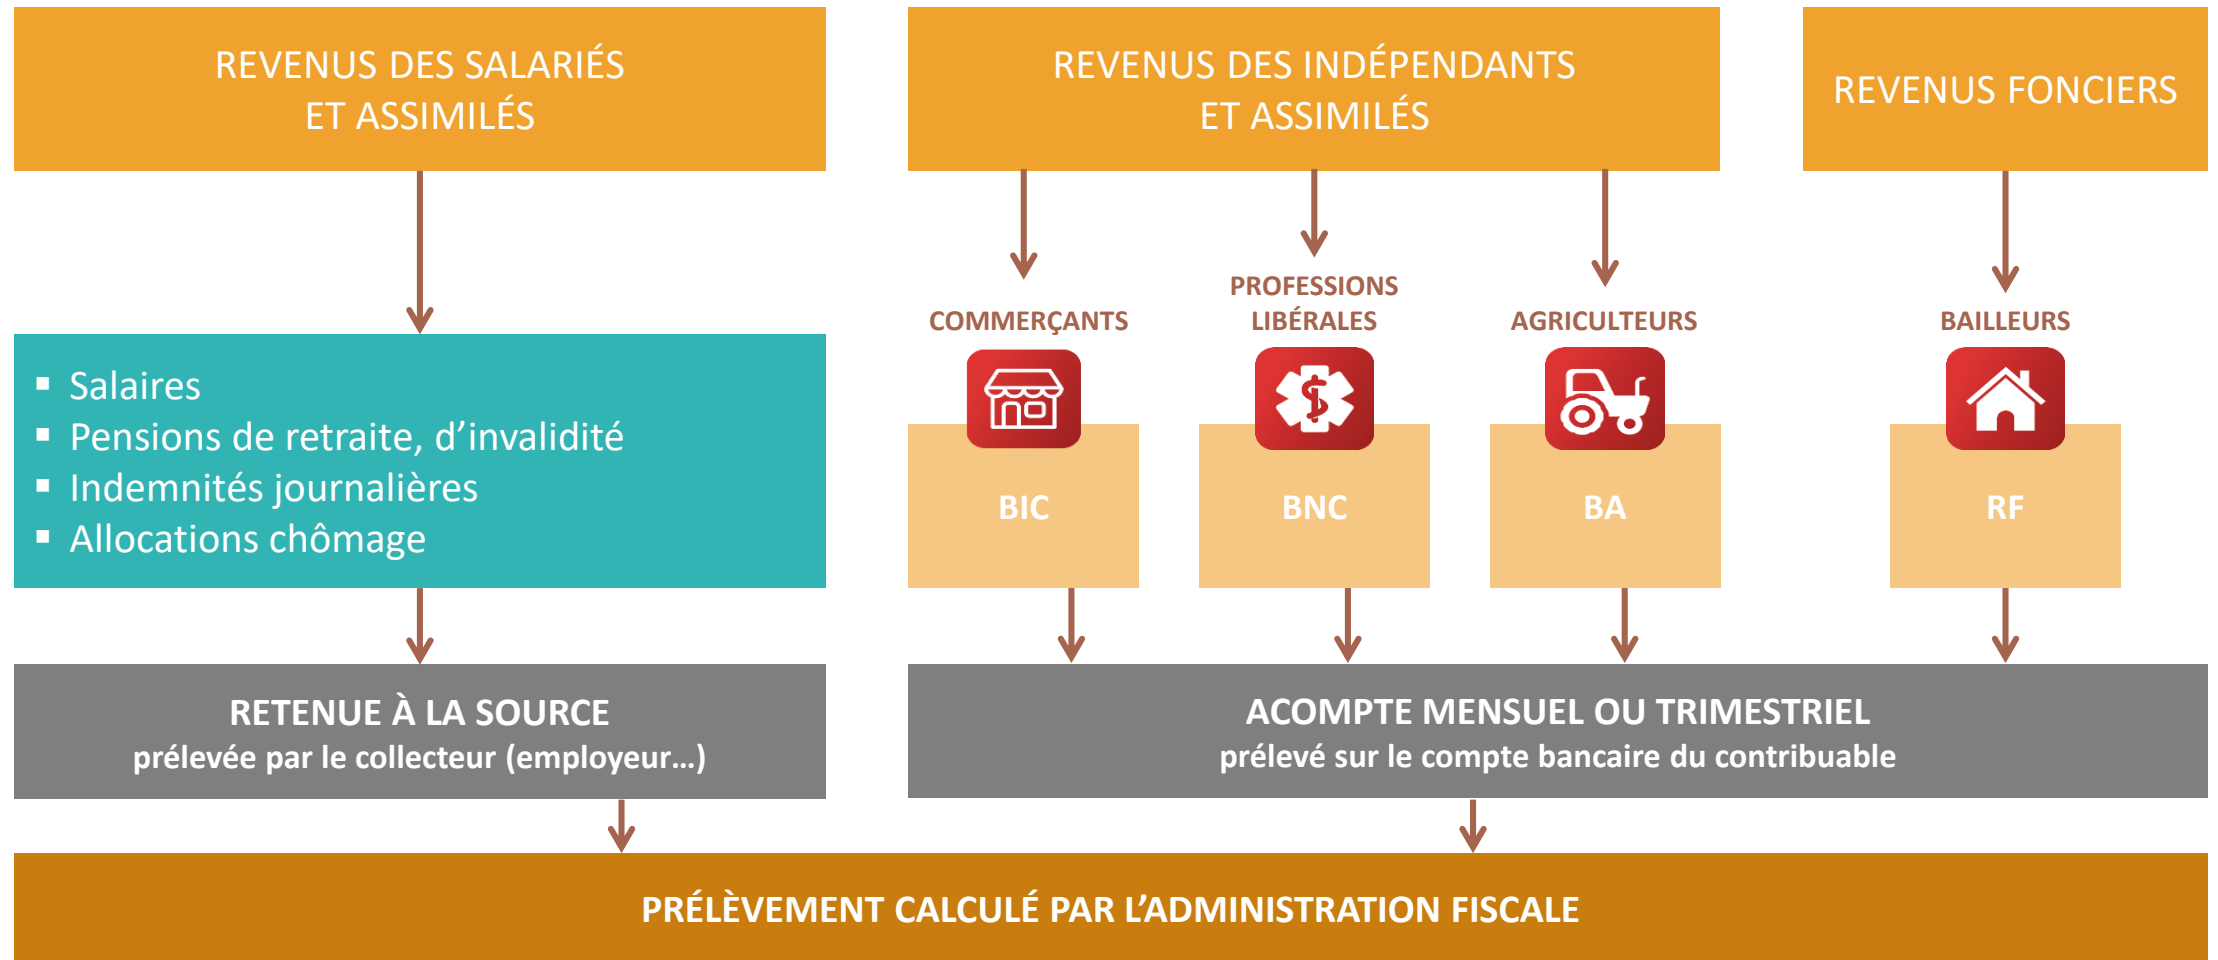 REVENUS DES SALARIÉS
ET ASSIMILÉS
REVENUS DES INDÉPENDANTS
ET ASSIMILÉS
REVENUS FONCIERS
▪ Salaires
▪ Pensions de retraite, d’invalidité
▪ Indemnités journalières
▪ Allocations chômage
COMMERÇANTS
BIC
PROFESSIONS
LIBÉRALES
BNC
AGRICULTEURS
BA
BAILLEURS
RF
RETENUE À LA SOURCE
prélevée par le collecteur (employeur…)
ACOMPTE MENSUEL OU TRIMESTRIEL
prélevé sur le compte bancaire du contribuable
PRÉLÈVEMENT CALCULÉ PAR L’ADMINISTRATION FISCALE